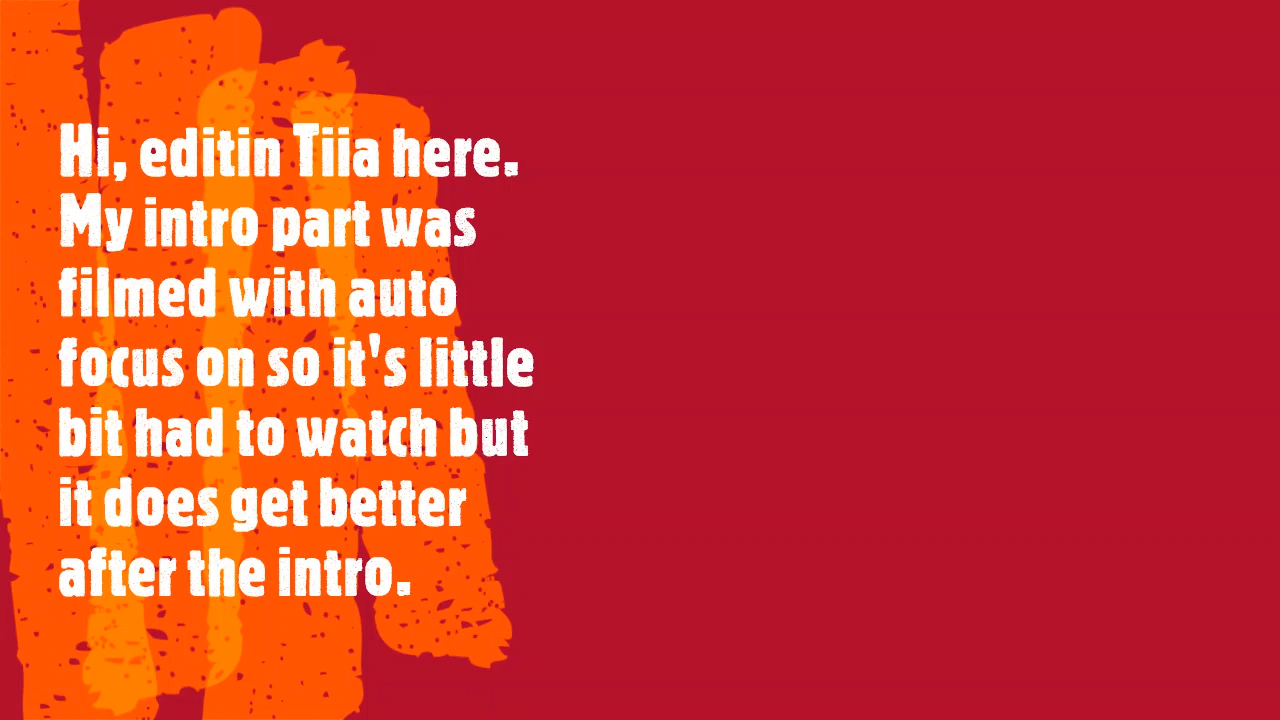 Hi, editin Tiia here.
My intro part was
filmed with auto
focus on so it's little
bit had to watch but
it does get better
after the intro.